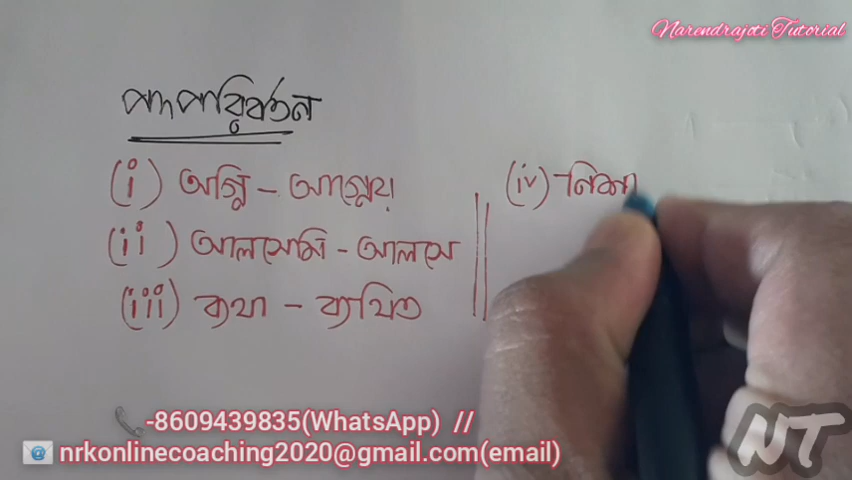 Narendrajoti Tutorial
পদপরিবর্তন
(i) অগ্নি - আগ্নেয়
(ii) আলসেমি - আলসে
(iii) ব্যথা - ব্যথিত
(iv) নিশা
-8609439835(WhatsApp) //
nrkonlinecoaching2020@gmail.com(email)
NT